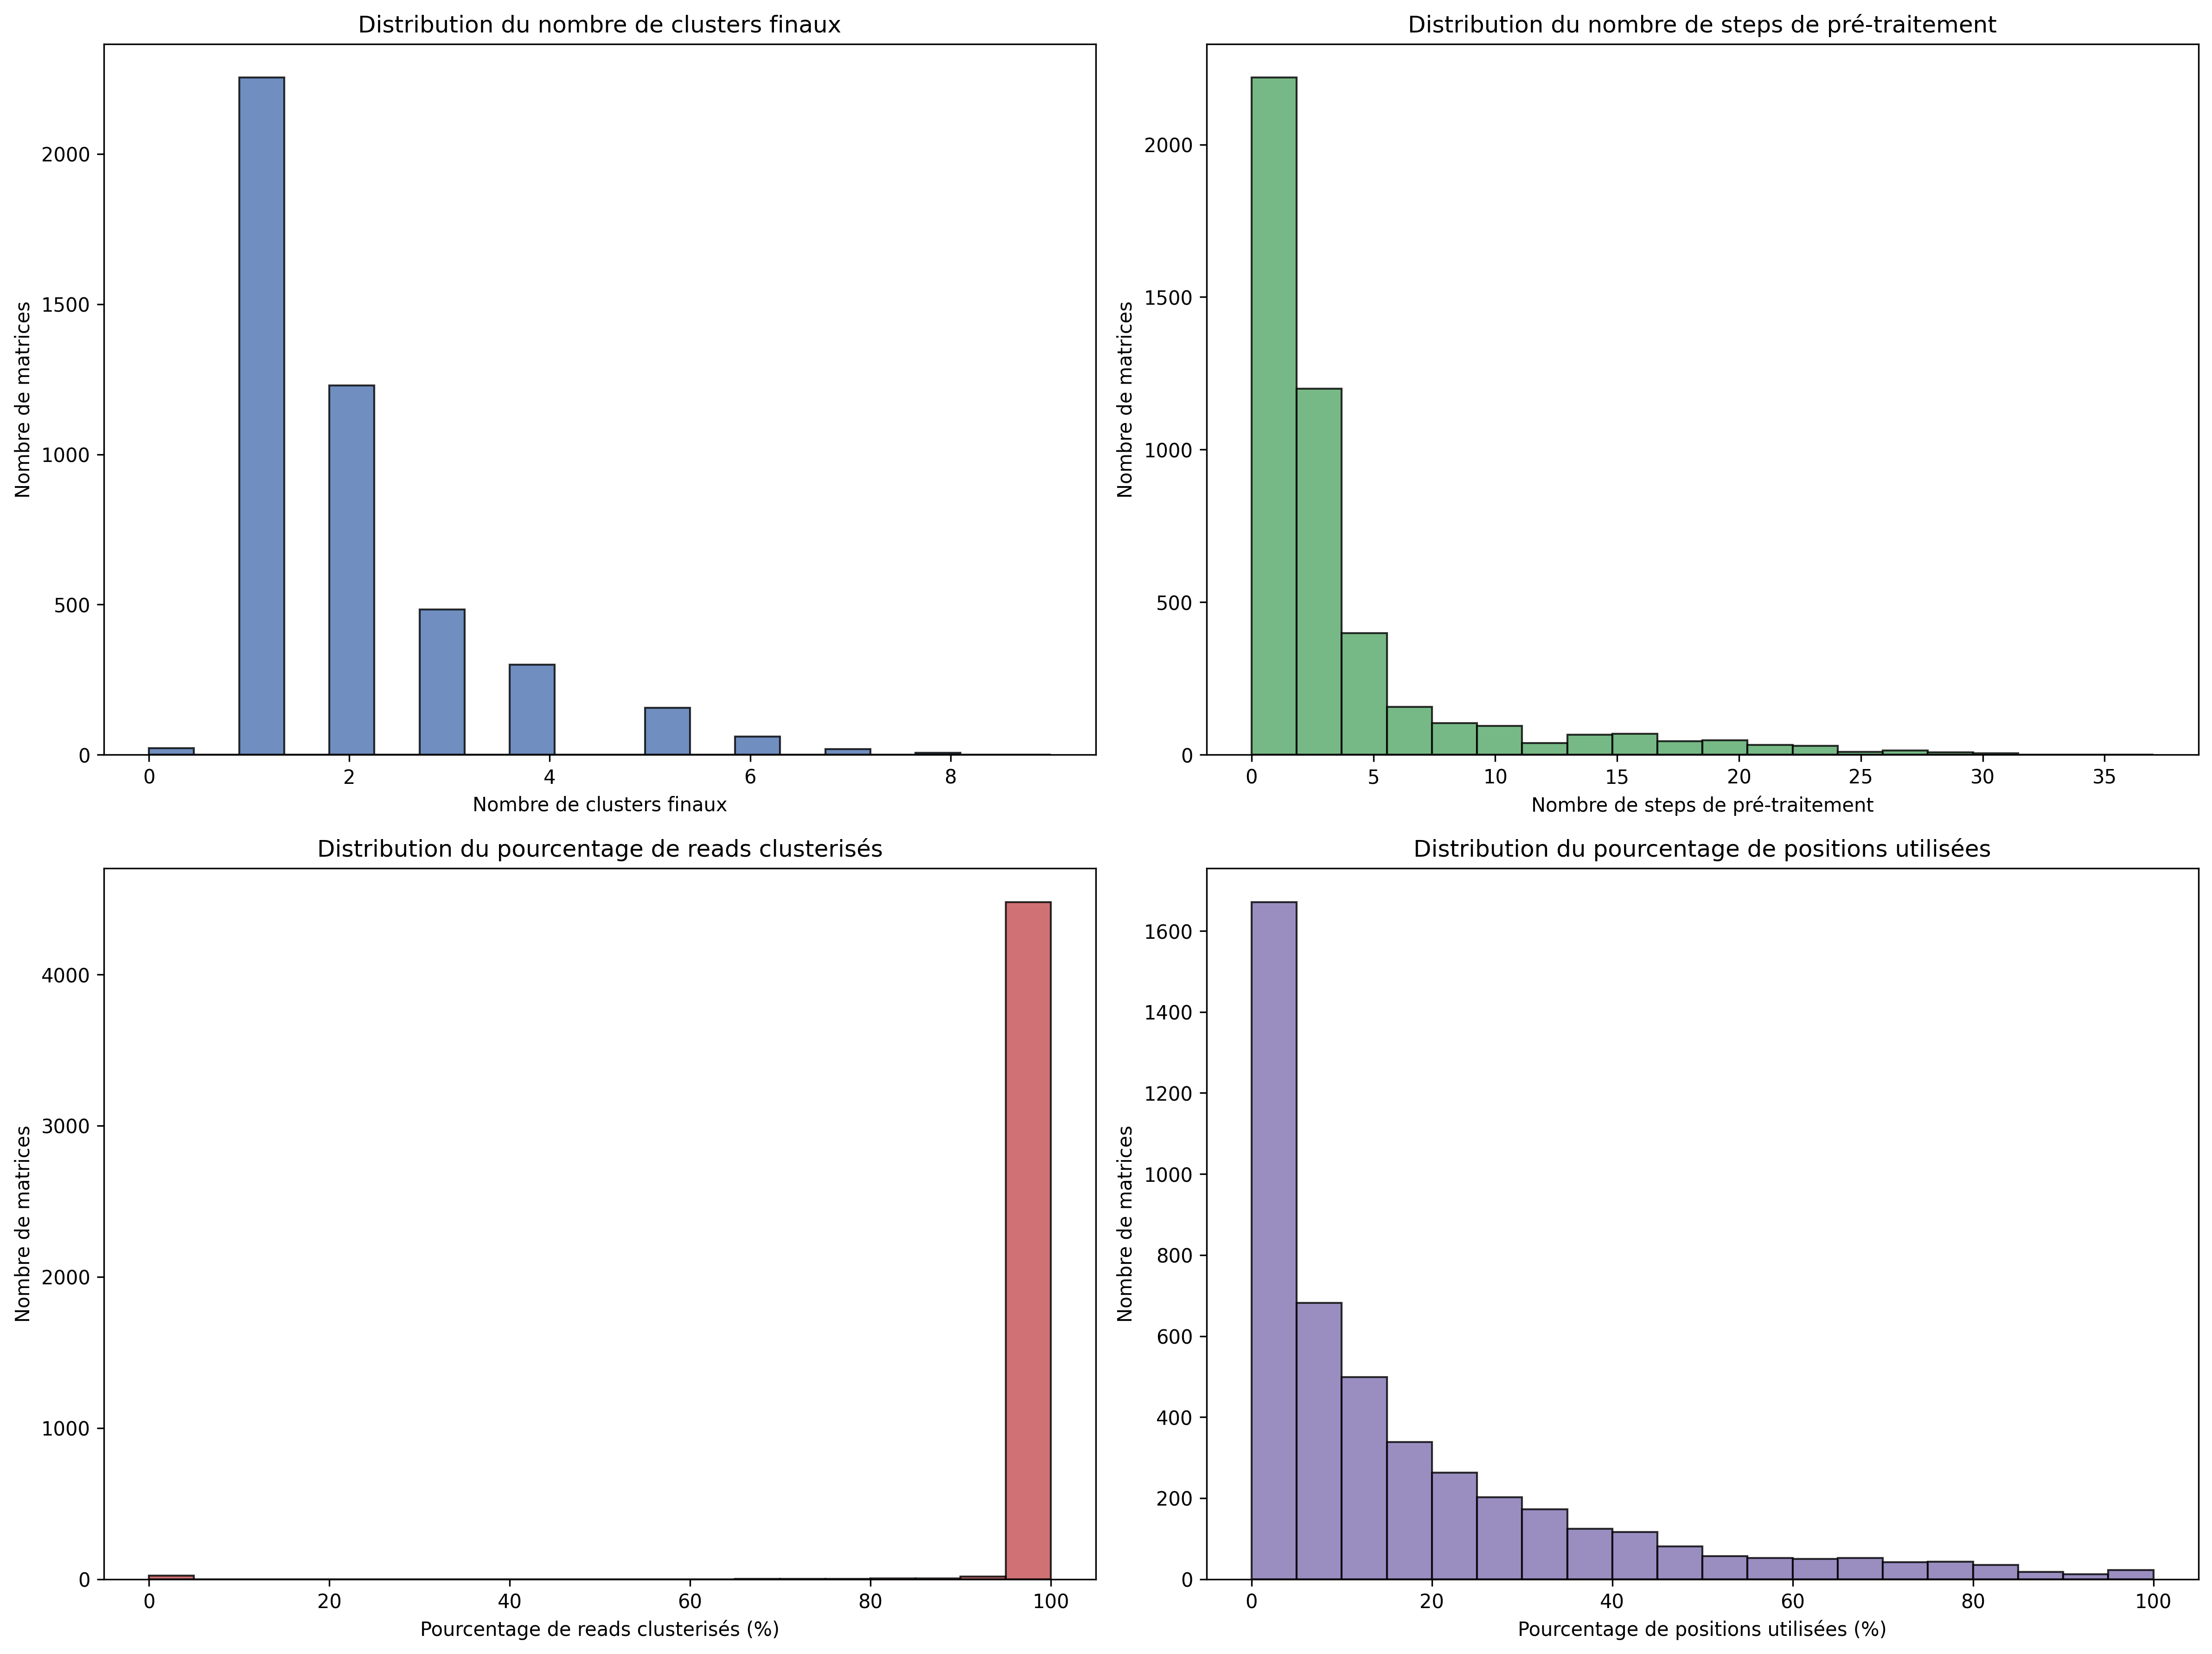 Distribution du nombre de clusters finaux
Nombre de matrices
2000
1500
1000
500
0
0 2 4 6 8
Nombre de clusters finaux
Distribution du nombre de steps de pré-traitement
Nombre de matrices
2000
1500
1000
500
0
0 5 10 15 20 25 30 35
Nombre de steps de pré-traitement
Distribution du pourcentage de reads clusterisés
Nombre de matrices
4000
3000
2000
1000
0
0 20 40 60 80 100
Pourcentage de reads clusterisés (%)
Distribution du pourcentage de positions utilisées
Nombre de matrices
1600
1400
1200
1000
800
600
400
200
0
0 20 40 60 80 100
Pourcentage de positions utilisées (%)